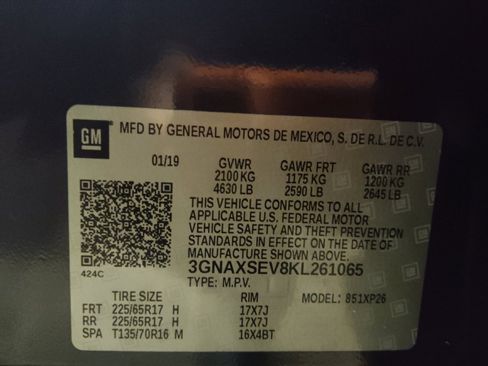 GM
MFD BY GENERAL MOTORS DE MEXICO, S. DE R.L. DE C.V.
01/19 GVWR GAWR FRT GAWR RR
2100 KG 1175 KG 1200 KG
4630 LB 2590 LB 2645 LB
THIS VEHICLE CONFORMS TO ALL
APPLICABLE U.S. FEDERAL MOTOR
VEHICLE SAFETY AND THEFT PREVENTION
STANDARDS IN EFFECT ON THE DATE OF
MANUFACTURE SHOWN ABOVE.
424C
3GNAXSEV8KL261065
TYPE: M.P.V.
TIRE SIZE RIM MODEL: 851XP26
FRT 225/65R17 H 17X7J
RR 225/65R17 H 17X7J
SPA T135/70R16 M 16X4BT